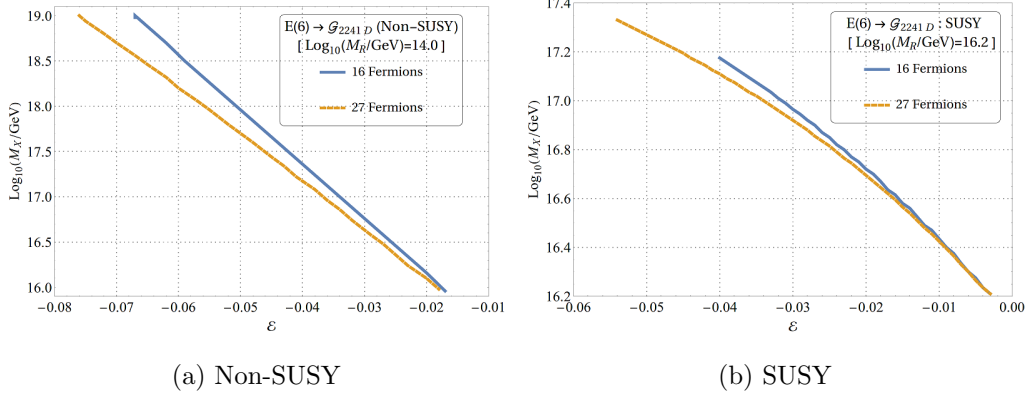 E(6)→ 𝒢2241 D (Non−SUSY)
[ Log10(MR/GeV)=14.0 ]
16 Fermions
27 Fermions
Log10(MX/GeV)
19.0
18.5
18.0
17.5
17.0
16.5
16.0
−0.08 −0.07 −0.06 −0.05 −0.04 −0.03 −0.02 −0.01
ε
(a) Non-SUSY
E(6)→ 𝒢2241 D : SUSY
[ Log10(MR/GeV)=16.2 ]
16 Fermions
27 Fermions
Log10(MX/GeV)
17.4
17.2
17.0
16.8
16.6
16.4
16.2
−0.06 −0.05 −0.04 −0.03 −0.02 −0.01 0.00
ε
(b) SUSY